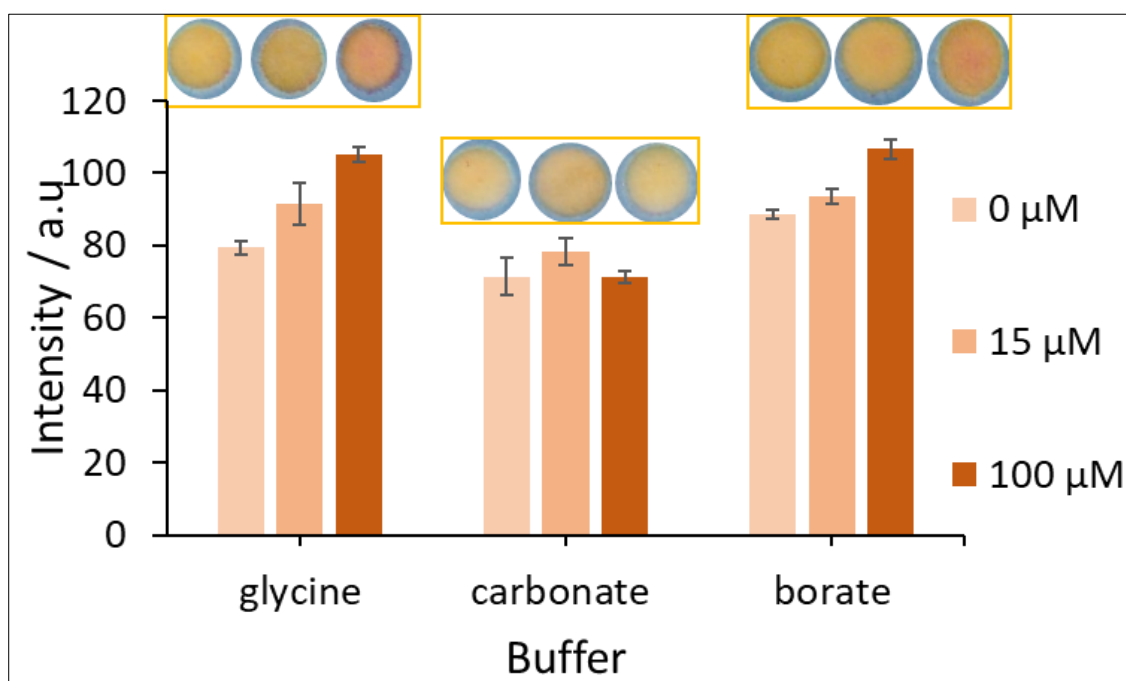 120
100
80
60
40
20
0
Intensity / a.u
glycine carbonate borate
Buffer
0 µM
15 µM
100 µM